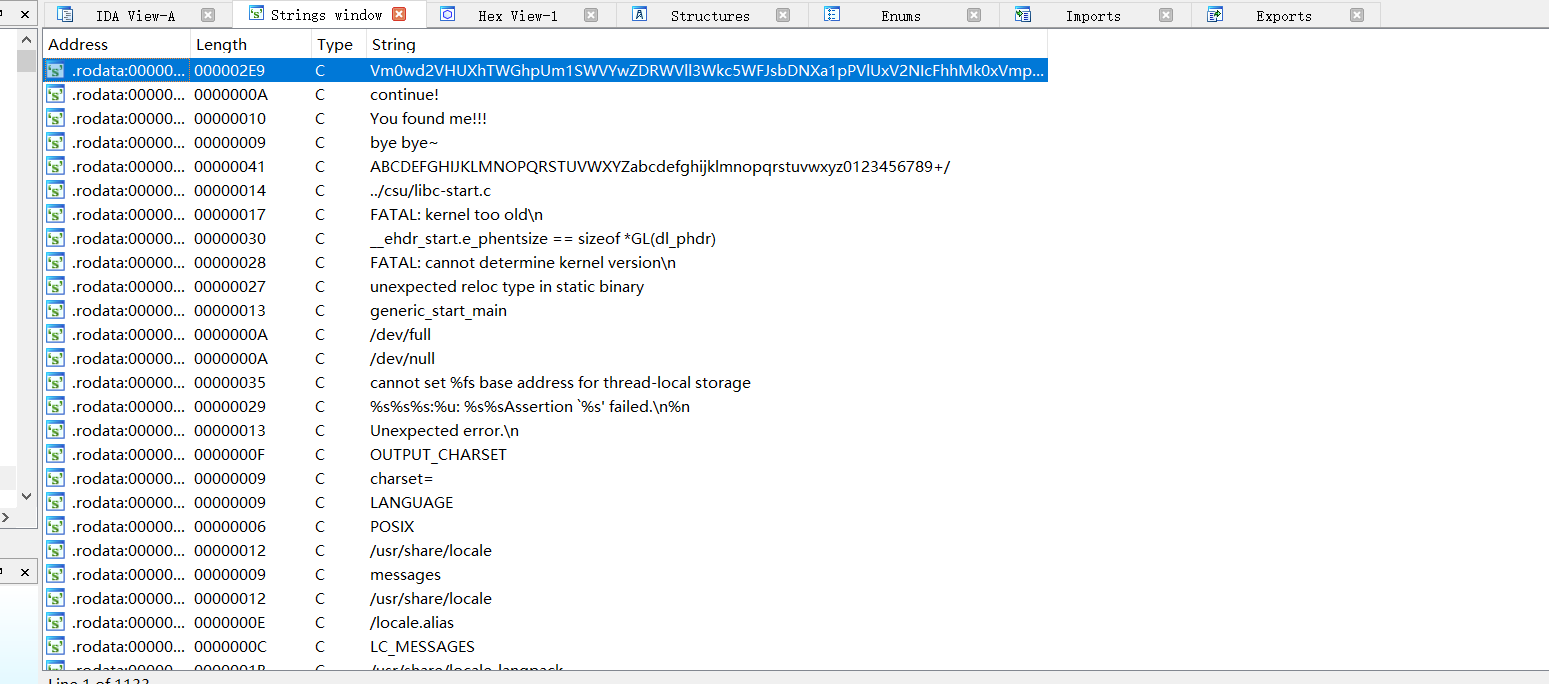 IDA View-A Strings window Hex View-1 Structures Enums Imports Exports
Address Length Type String
.rodata:00000... 000002E9 C Vm0wd2VHUXhTWGhpUm1SWVYwZDRWVll3Wkc5WFJsbDNXa1pPVlUxV2NIcFhhMk0xVmp...
.rodata:00000... 0000000A C continue!
.rodata:00000... 00000010 C You found me!!!
.rodata:00000... 00000009 C bye bye~
.rodata:00000... 00000041 C ABCDEFGHIJKLMNOPQRSTUVWXYZabcdefghijklmnopqrstuvwxyz0123456789+/
.rodata:00000... 00000014 C ../csu/libc-start.c
.rodata:00000... 00000017 C FATAL: kernel too old\n
.rodata:00000... 00000030 C __ehdr_start.e_phentsize == sizeof *GL(dl_phdr)
.rodata:00000... 00000028 C FATAL: cannot determine kernel version\n
.rodata:00000... 00000027 C unexpected reloc type in static binary
.rodata:00000... 00000013 C generic_start_main
.rodata:00000... 0000000A C /dev/full
.rodata:00000... 0000000A C /dev/null
.rodata:00000... 00000035 C cannot set %fs base address for thread-local storage
.rodata:00000... 00000029 C %s%s%s:%u: %s%sAssertion `%s' failed.\n%n
.rodata:00000... 00000013 C Unexpected error.\n
.rodata:00000... 0000000F C OUTPUT_CHARSET
.rodata:00000... 00000009 C charset=
.rodata:00000... 00000009 C LANGUAGE
.rodata:00000... 00000006 C POSIX
.rodata:00000... 00000012 C /usr/share/locale
.rodata:00000... 00000009 C messages
.rodata:00000... 00000012 C /usr/share/locale
.rodata:00000... 0000000E C /locale.alias
.rodata:00000... 0000000C C LC_MESSAGES
.rodata:00000... 0000001B C /usr/share/locale-langpack
Line 1 of 1133